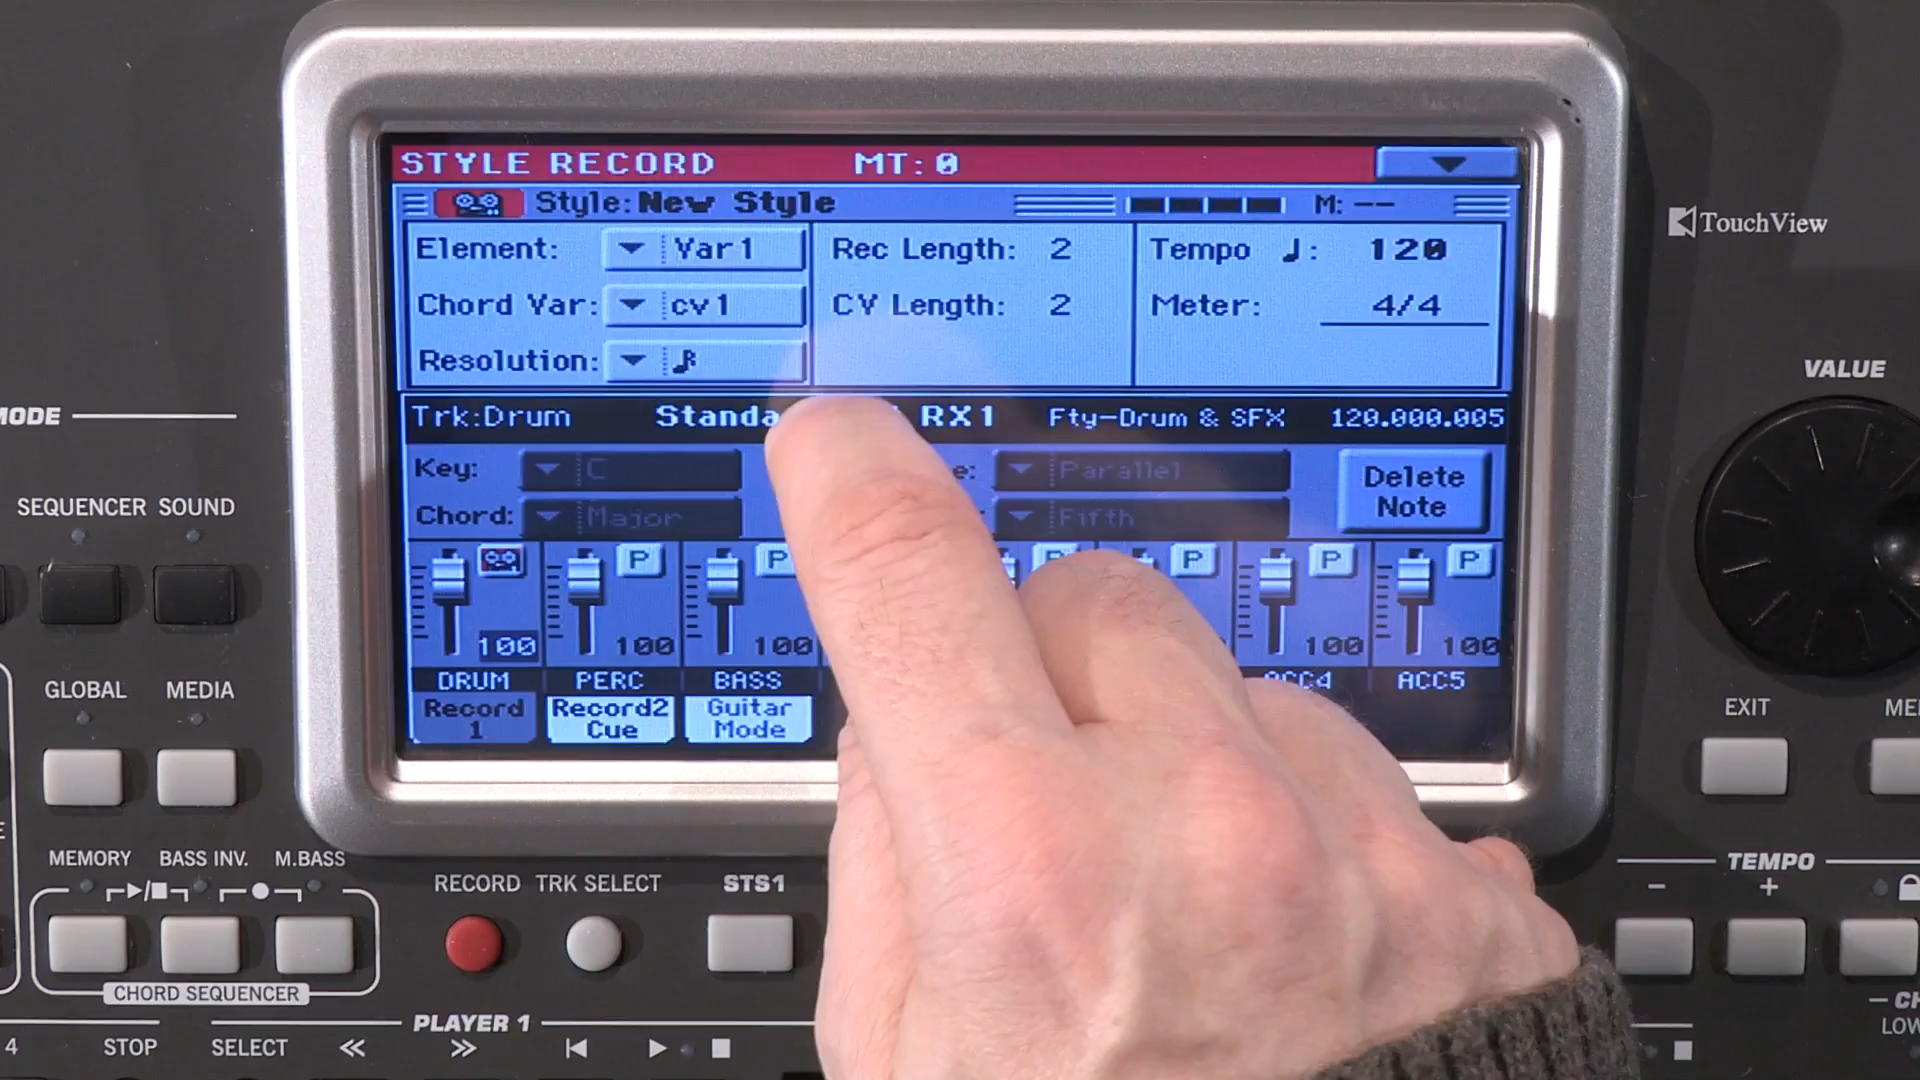 STYLE RECORD MT: 0
Style: New Style M: --
Element: Var1 Rec Length: 2 Tempo ♩: 120
Chord Var: cv1 CV Length: 2 Meter: 4/4
Resolution:
Trk:Drum RX1 Fty-Drum & SFX 120.000.005
Key: C Parallel
Chord: Major Fifth
Delete
Note
P P P P P
100 100 100 100 100
DRUM PERC BASS ACC4 ACC5
Record
1
Record2
Cue
Guitar
Mode
TouchView
VALUE
MODE
SEQUENCER SOUND
GLOBAL MEDIA
EXIT
MEMORY BASS INV. M.BASS
CHORD SEQUENCER
RECORD TRK SELECT STS1
TEMPO
− +
PLAYER 1
4 STOP SELECT